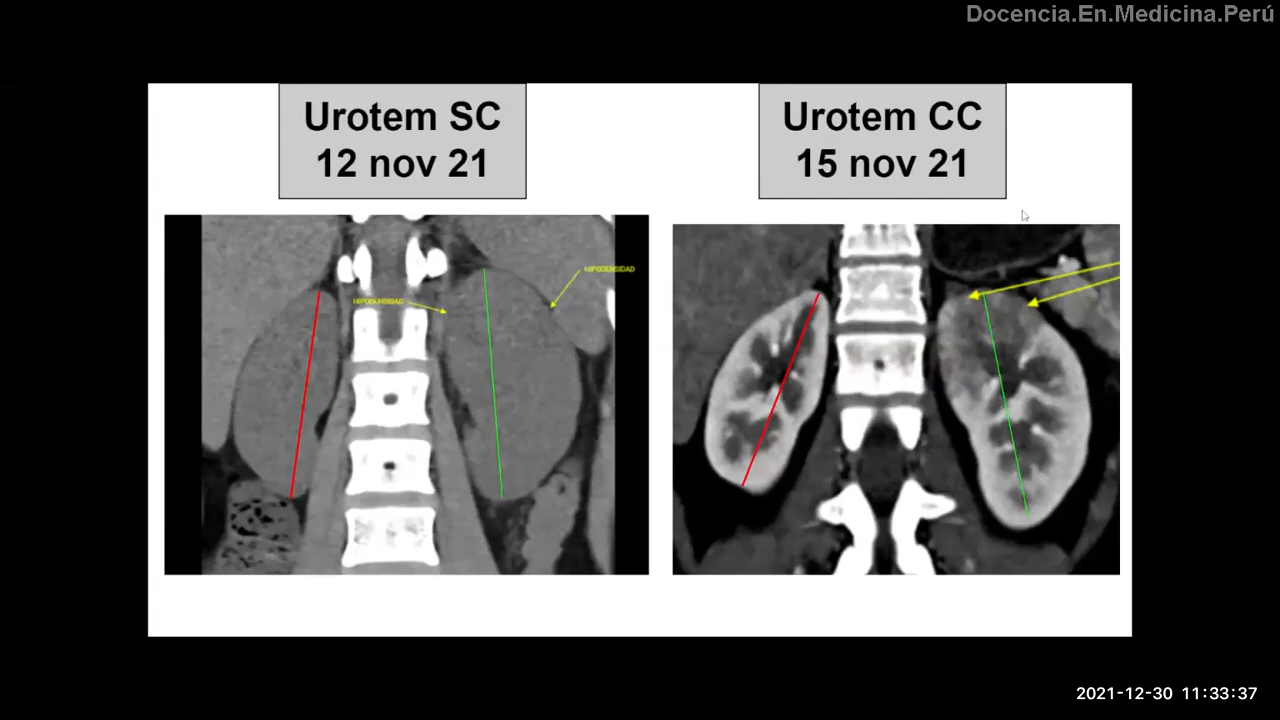 Docencia.En.Medicina.Perú
Urotem SC
12 nov 21
Urotem CC
15 nov 21
HIPODENSIDAD
HIPODENSIDAD
2021-12-30 11:33:37